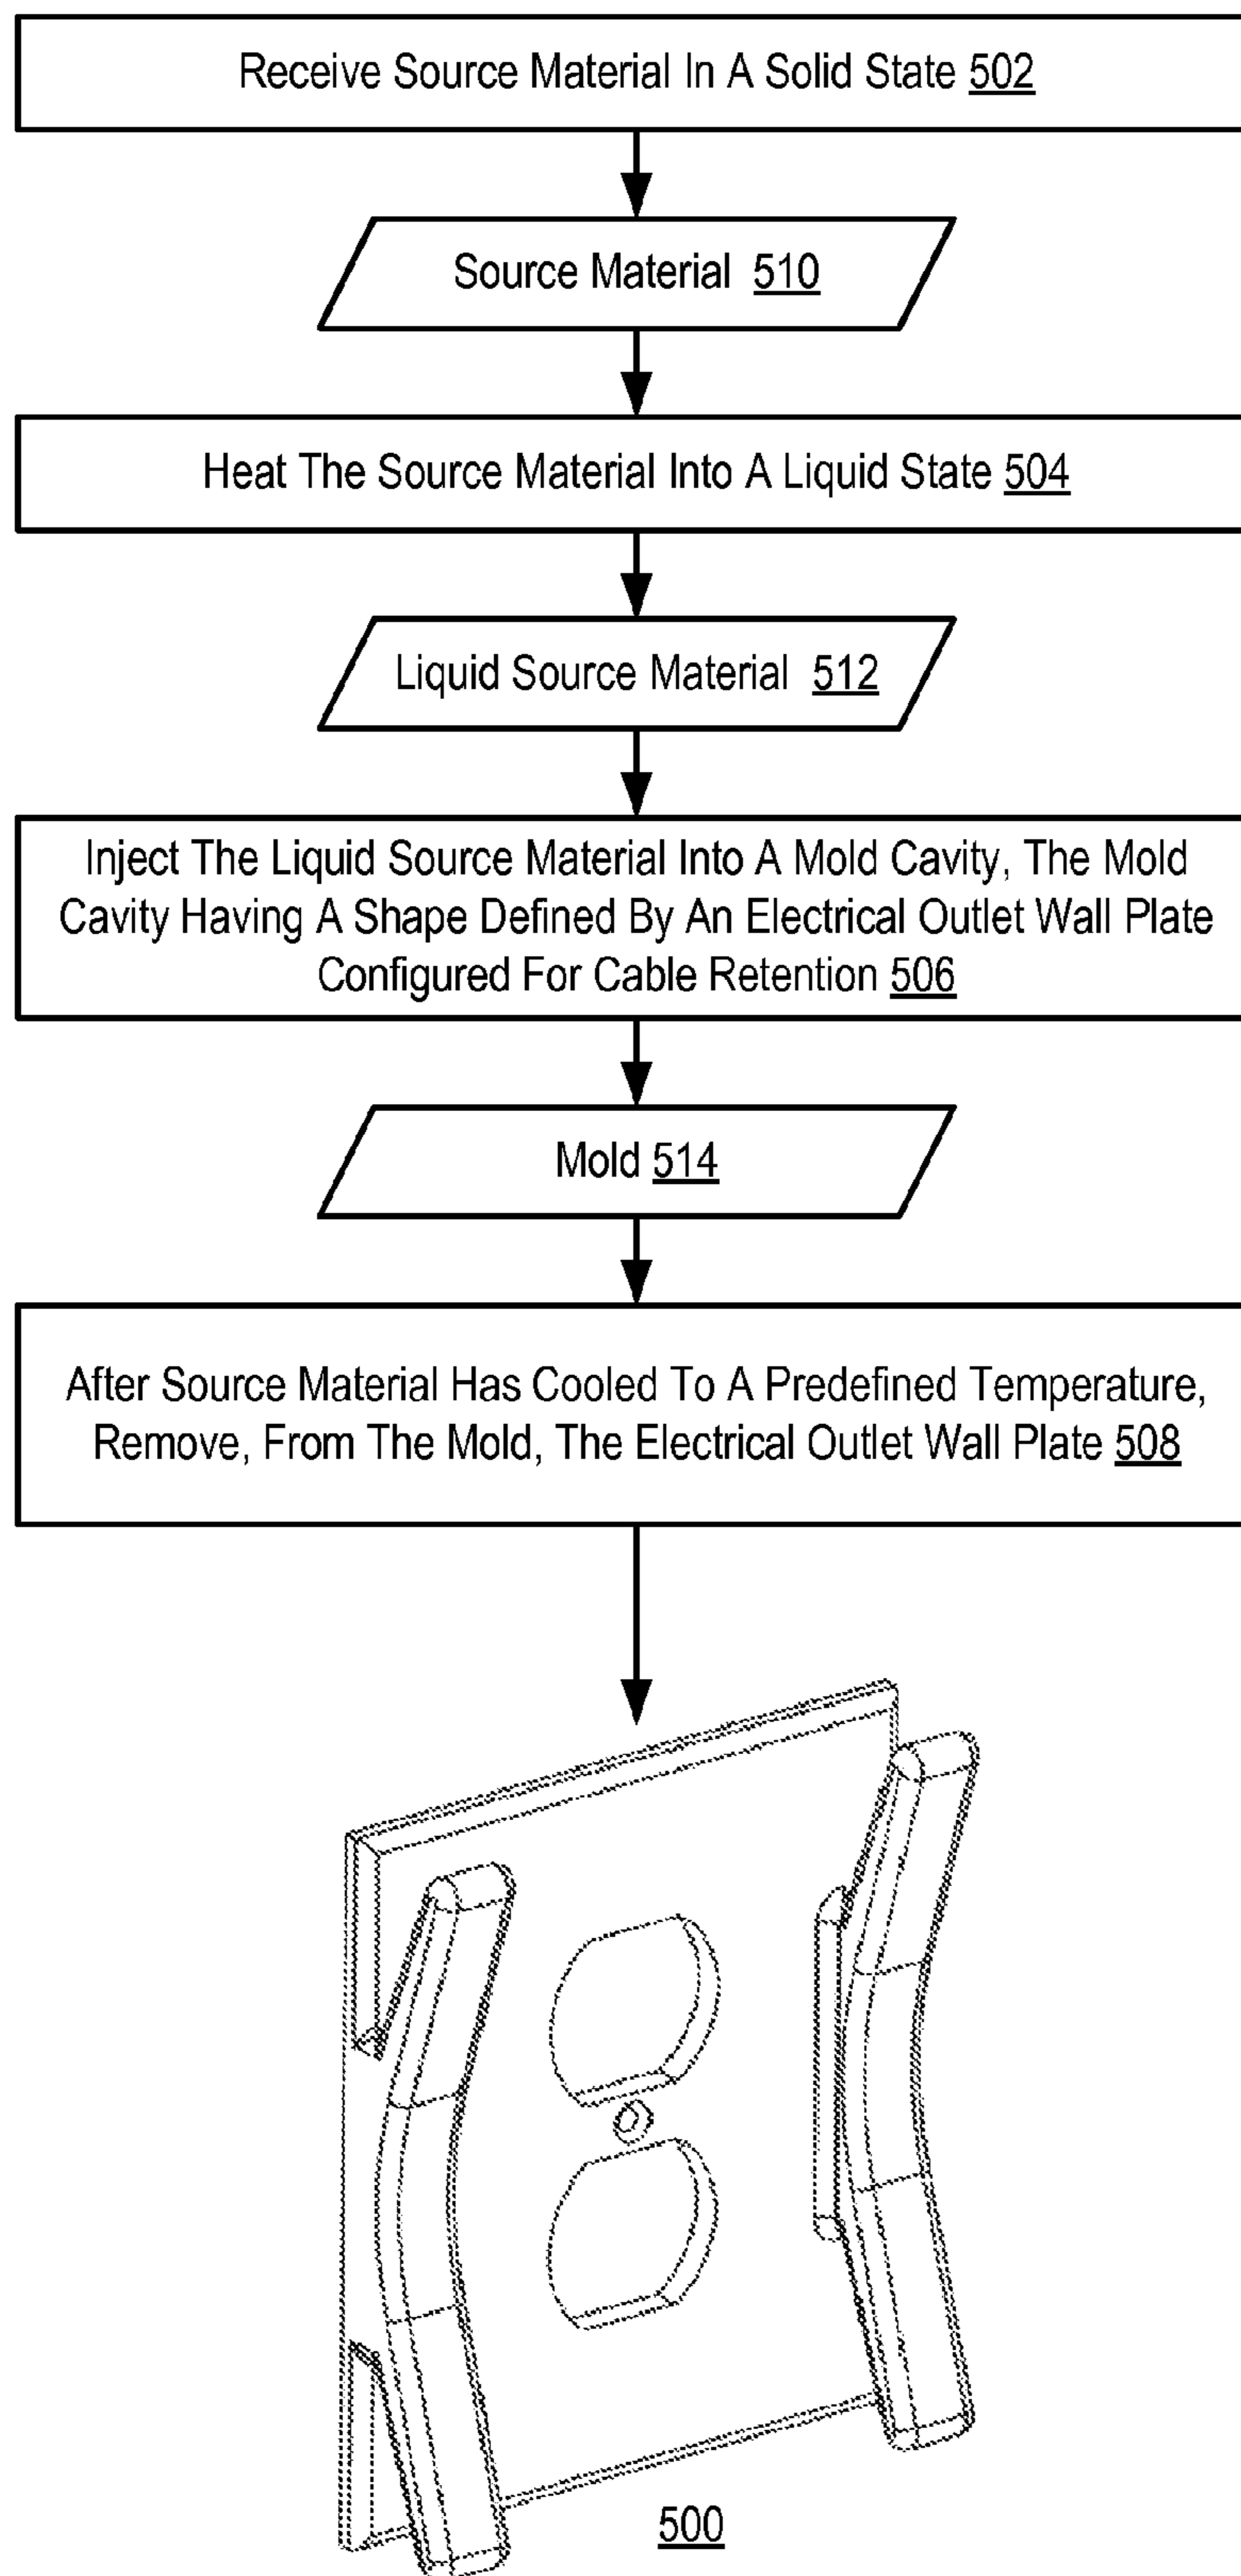 Receive Source Material In A Solid State 502
Source Material 510
Heat The Source Material Into A Liquid State 504
Liquid Source Material 512
Inject The Liquid Source Material Into A Mold Cavity, The Mold
Cavity Having A Shape Defined By An Electrical Outlet Wall Plate
Configured For Cable Retention 506
Mold 514
After Source Material Has Cooled To A Predefined Temperature,
Remove, From The Mold, The Electrical Outlet Wall Plate 508
500